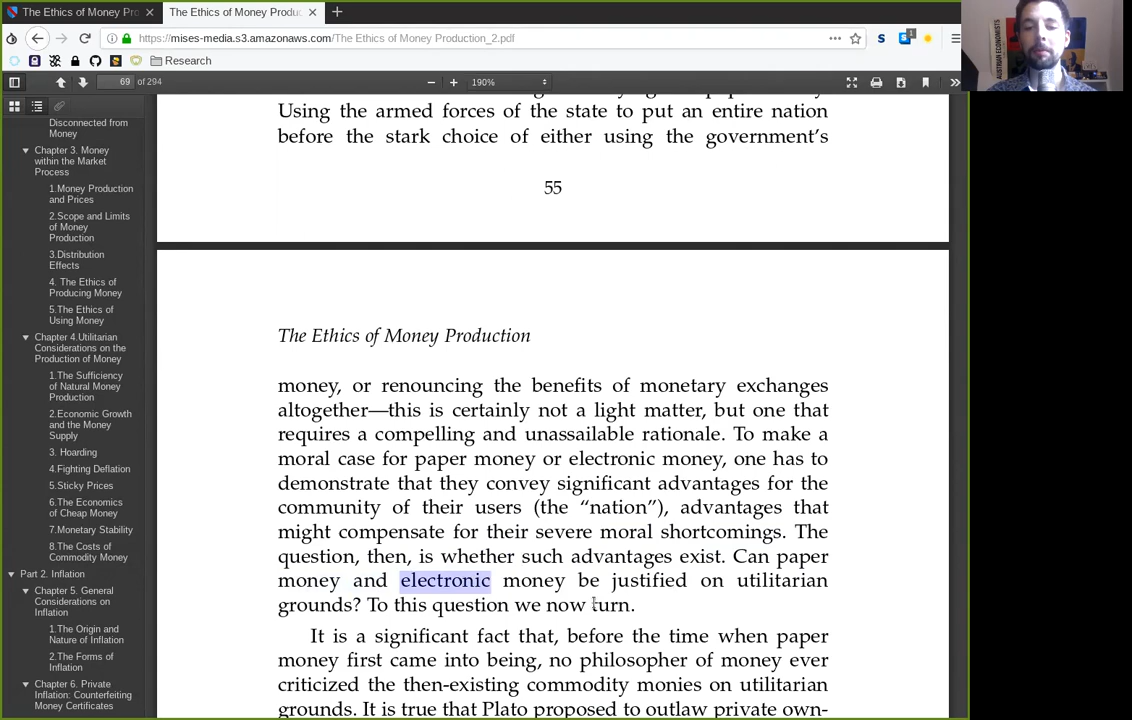 The Ethics of Money Pro
The Ethics of Money Produc
https://mises-media.s3.amazonaws.com/The Ethics of Money Production_2.pdf
S
S 1
Research
69 of 294
190%
Disconnected from
Money
Chapter 3. Money
within the Market
Process
1.Money Production
and Prices
2.Scope and Limits
of Money
Production
3.Distribution
Effects
4. The Ethics of
Producing Money
5.The Ethics of
Using Money
Chapter 4.Utilitarian
Considerations on the
Production of Money
1.The Sufficiency
of Natural Money
Production
2.Economic Growth
and the Money
Supply
3. Hoarding
4.Fighting Deflation
5.Sticky Prices
6.The Economics
of Cheap Money
7.Monetary Stability
8.The Costs of
Commodity Money
Part 2. Inflation
Chapter 5. General
Considerations on
Inflation
1.The Origin and
Nature of Inflation
2.The Forms of
Inflation
Chapter 6. Private
Inflation: Counterfeiting
Money Certificates
Using the armed forces of the state to put an entire nation
before the stark choice of either using the government's
55
The Ethics of Money Production
money, or renouncing the benefits of monetary exchanges
altogether—this is certainly not a light matter, but one that
requires a compelling and unassailable rationale. To make a
moral case for paper money or electronic money, one has to
demonstrate that they convey significant advantages for the
community of their users (the "nation"), advantages that
might compensate for their severe moral shortcomings. The
question, then, is whether such advantages exist. Can paper
money and electronic money be justified on utilitarian
grounds? To this question we now turn.
It is a significant fact that, before the time when paper
money first came into being, no philosopher of money ever
criticized the then-existing commodity monies on utilitarian
grounds. It is true that Plato proposed to outlaw private own-
AUSTRIAN ECONOMISTS